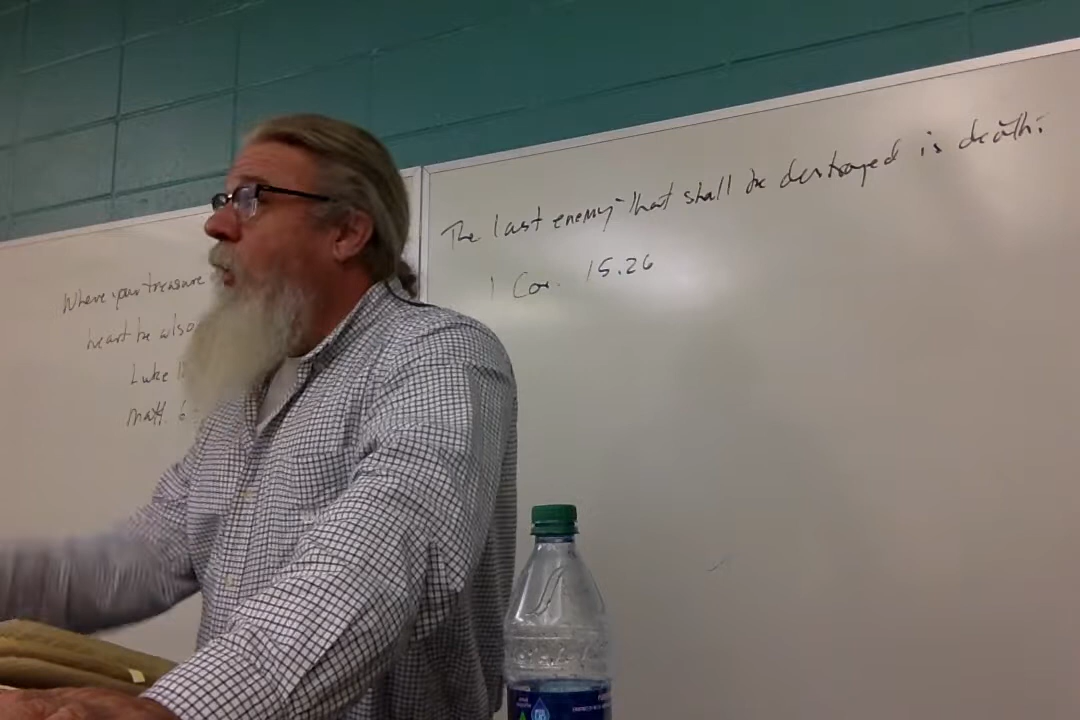 Where your treasure
heart be also
Luke 1
Matt. 6
The last enemy that shall be destroyed is death.
1 Cor. 15.26